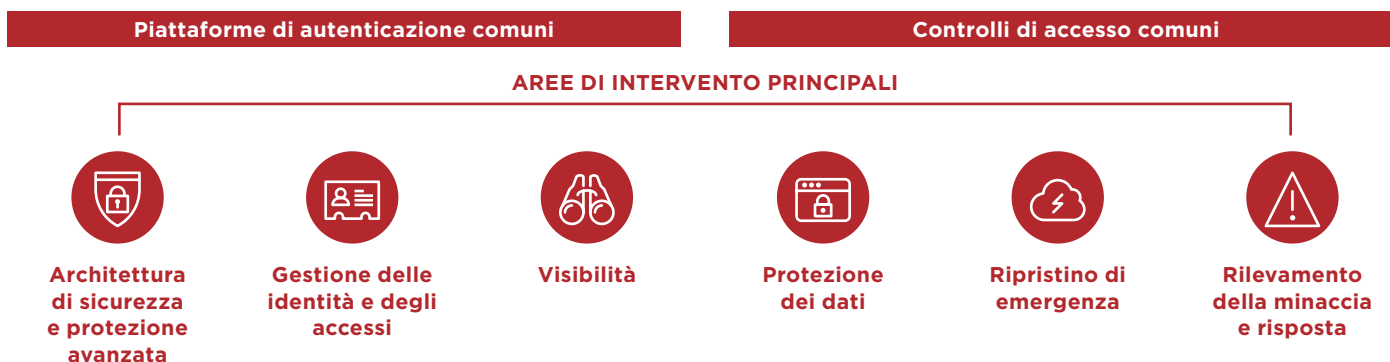 Piattaforme di autenticazione comuni
Controlli di accesso comuni
AREE DI INTERVENTO PRINCIPALI
Architettura
di sicurezza
e protezione
avanzata
Gestione delle
identità e degli
accessi
Visibilità
Protezione
dei dati
Ripristino di
emergenza
Rilevamento
della minaccia
e risposta